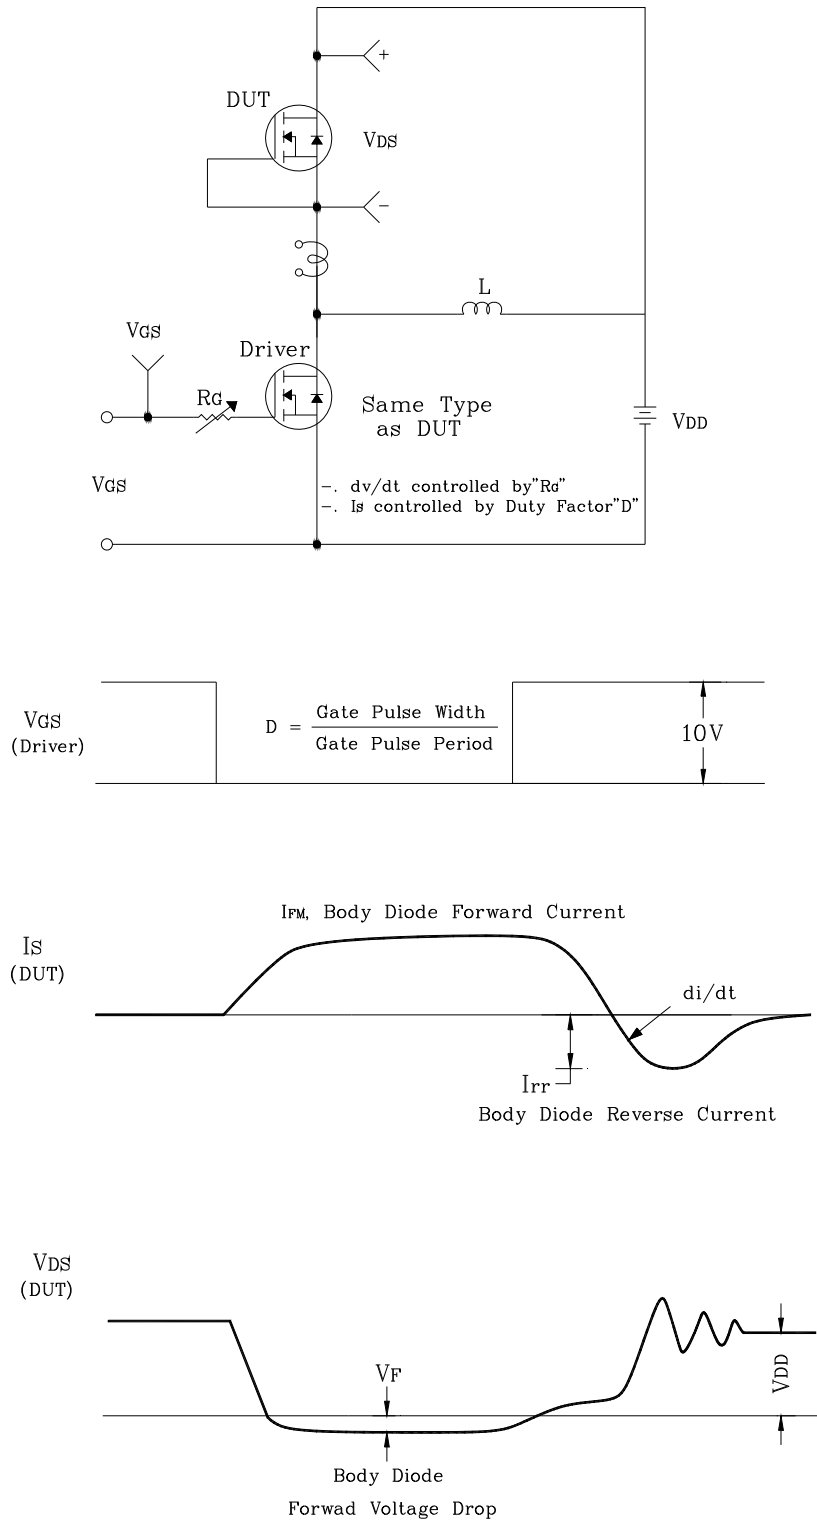 +
DUT
VDS
−
L
VGS
Driver
RG
Same Type
as DUT
VDD
VGS
−. dv/dt controlled by"RG"
−. Is controlled by Duty Factor"D"
VGS
(Driver)
D = Gate Pulse Width
Gate Pulse Period
10V
IFM, Body Diode Forward Current
IS
(DUT)
di/dt
Irr
Body Diode Reverse Current
VDS
(DUT)
VF
VDD
Body Diode
Forwad Voltage Drop